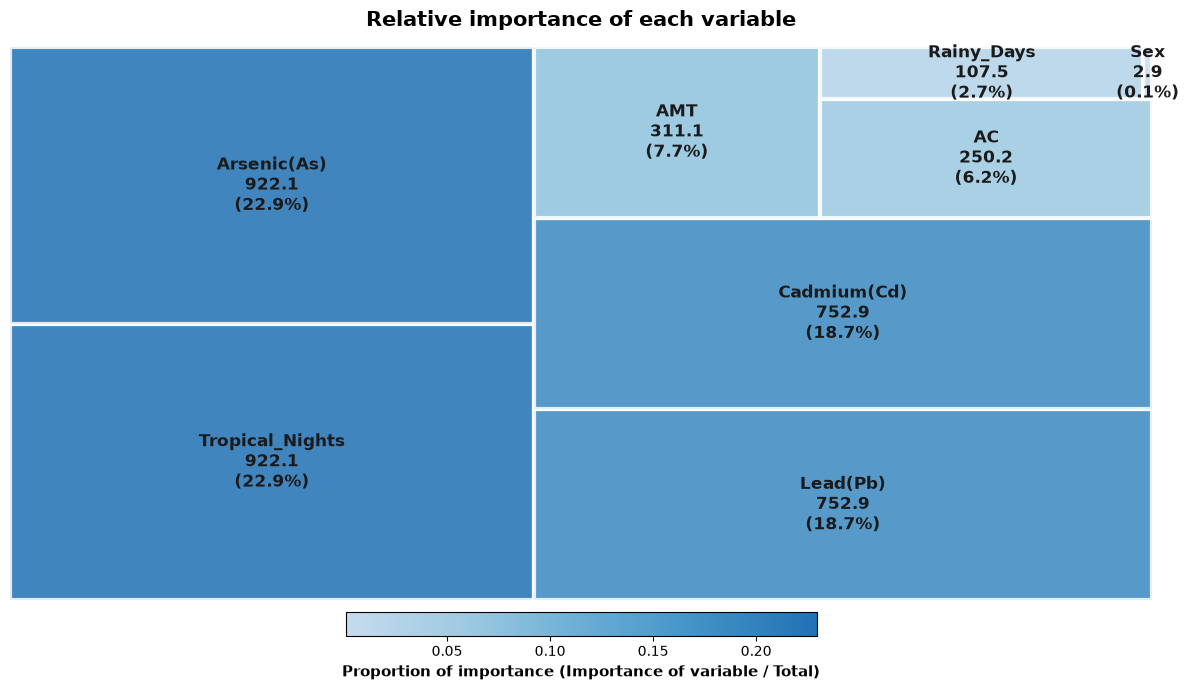 Relative importance of each variable
Arsenic(As)
922.1
(22.9%)
Tropical_Nights
922.1
(22.9%)
AMT
311.1
(7.7%)
Rainy_Days
107.5
(2.7%)
Sex
2.9
(0.1%)
AC
250.2
(6.2%)
Cadmium(Cd)
752.9
(18.7%)
Lead(Pb)
752.9
(18.7%)
0.05 0.10 0.15 0.20
Proportion of importance (Importance of variable / Total)